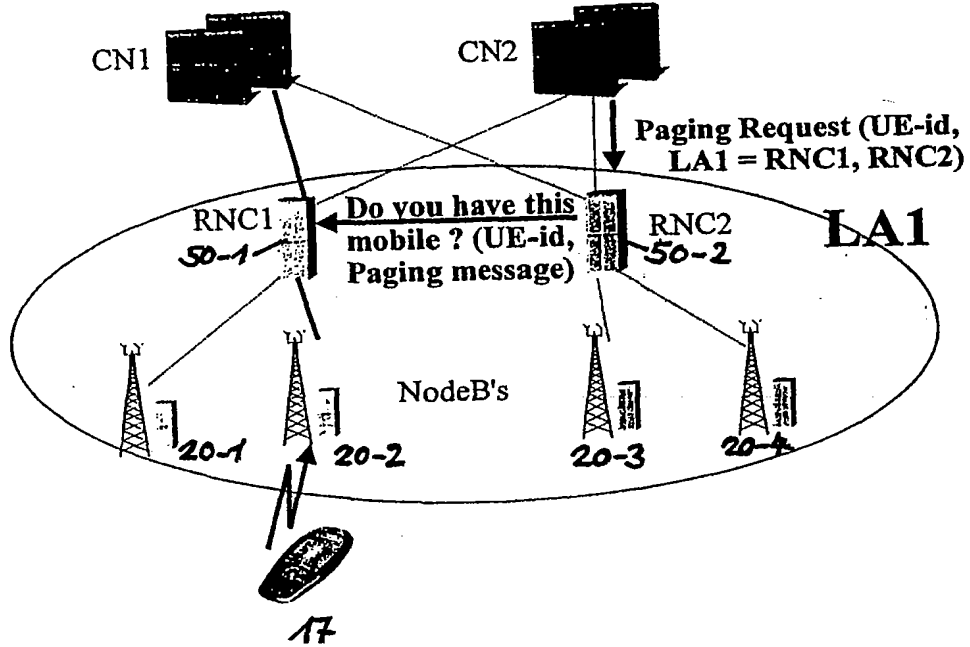 CN1
CN2
Paging Request (UE-id,
LA1 = RNC1, RNC2)
RNC1
50-1
Do you have this
mobile ? (UE-id,
Paging message)
RNC2
50-2
LA1
NodeB's
20-1
20-2
20-3
20-4
17